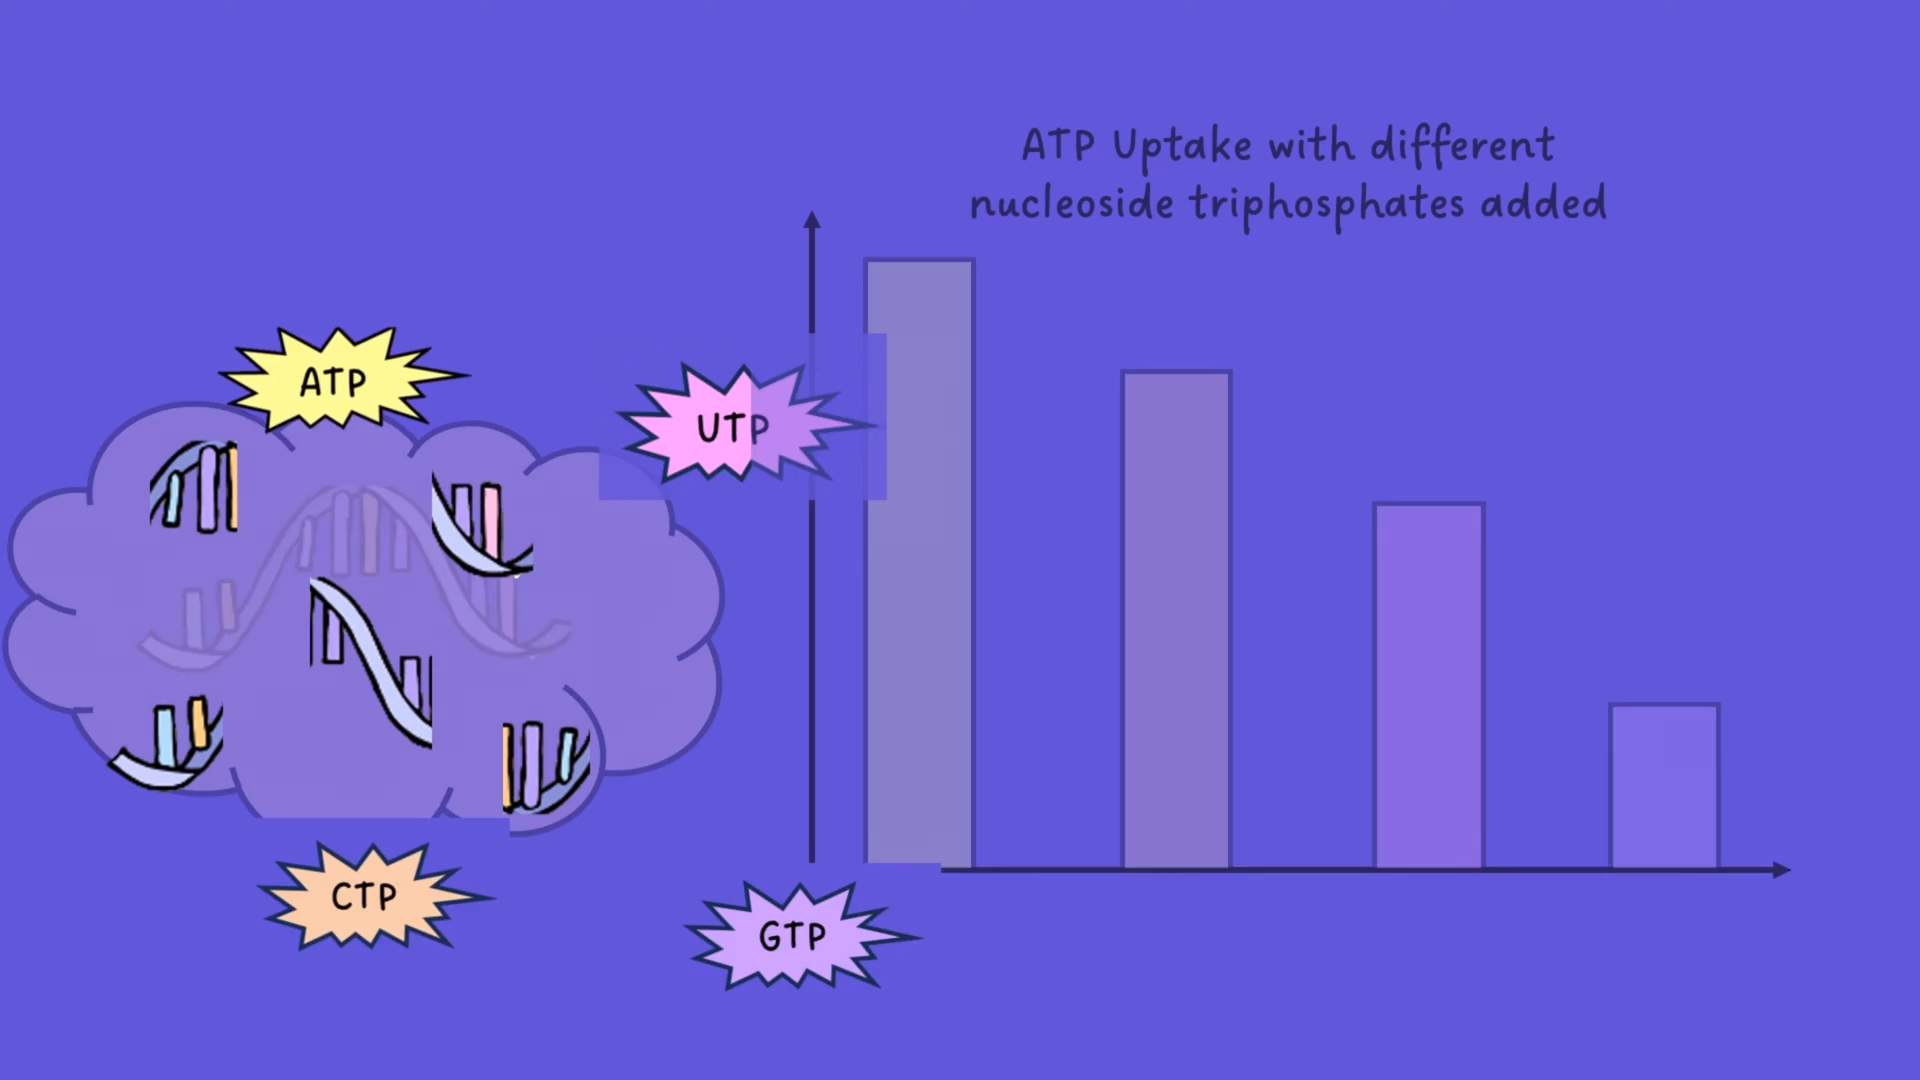 ATP Uptake with different
nucleoside triphosphates added
ATP
UTP
CTP
GTP